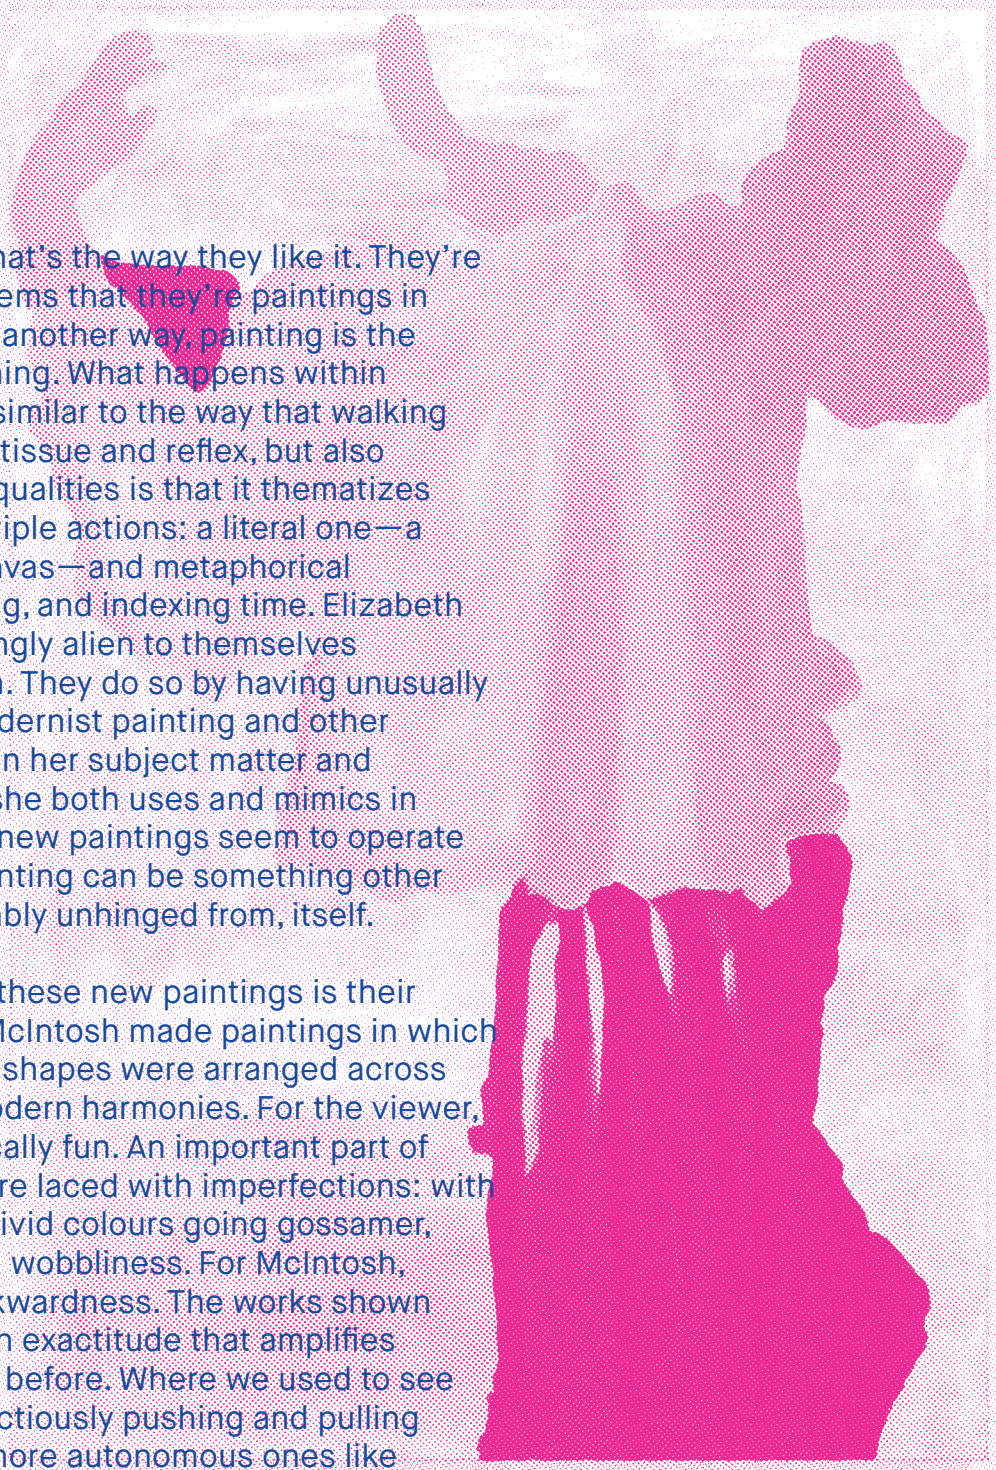 hat's the way they like it. They're
ems that they're paintings in
another way, painting is the
ing. What happens within
similar to the way that walking
tissue and reflex, but also
qualities is that it thematizes
iple actions: a literal one—a
vas—and metaphorical
g, and indexing time. Elizabeth
ngly alien to themselves
. They do so by having unusually
dernist painting and other
n her subject matter and
she both uses and mimics in
new paintings seem to operate
nting can be something other
bly unhinged from, itself.
these new paintings is their
McIntosh made paintings in which
shapes were arranged across
odern harmonies. For the viewer,
cally fun. An important part of
re laced with imperfections: with
ivid colours going gossamer,
wobbliness. For McIntosh,
kwardness. The works shown
n exactitude that amplifies
before. Where we used to see
ctiously pushing and pulling
more autonomous ones like